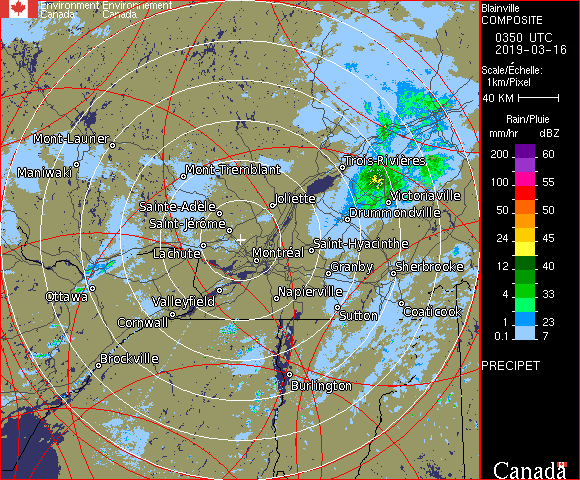 Environment Environnement
Canada Canada
Blainville
COMPOSITE
0350 UTC
2019-03-16
Scale/Échelle:
1km/Pixel
40 KM
Rain/Pluie
mm/hr dBZ
200 60
100 55
50 50
24 45
12 40
4 33
1 23
0.1 7
PRECIPET
Canada
Mont-Laurier
Maniwaki
Mont-Tremblant
Trois-Rivières
Sainte-Adèle
Joliette
Victoriaville
Drummondville
Saint-Jérôme
Lachute
Montréal
Saint-Hyacinthe
Granby
Sherbrooke
Ottawa
Valleyfield
Napierville
Sutton
Coaticook
Cornwall
Brockville
Burlington